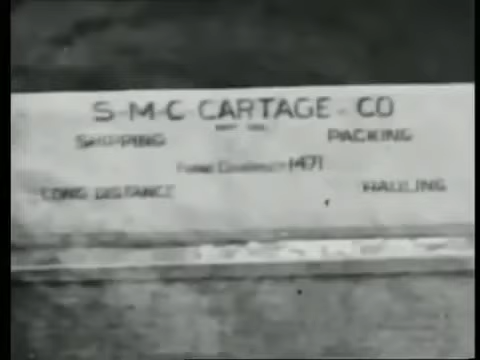 S-M-C CARTAGE-CO
SHIPPING PACKING
1471
LONG DISTANCE HAULING